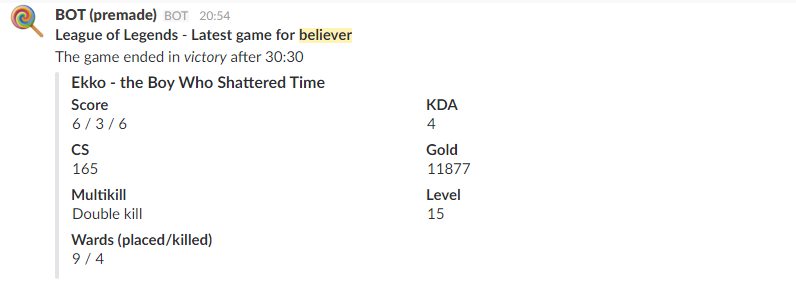 BOT (premade) BOT 20:54
League of Legends - Latest game for believer
The game ended in victory after 30:30
Ekko - the Boy Who Shattered Time
Score KDA
6 / 3 / 6 4
CS Gold
165 11877
Multikill Level
Double kill 15
Wards (placed/killed)
9 / 4